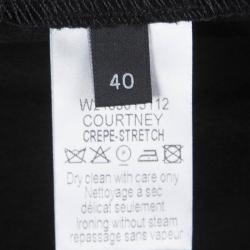 40
COURTNEY
CREPE-STRETCH
Dry clean with care only
Nettoyage a sec
délicat seulement
Ironing without steam
repassage sans vapeur